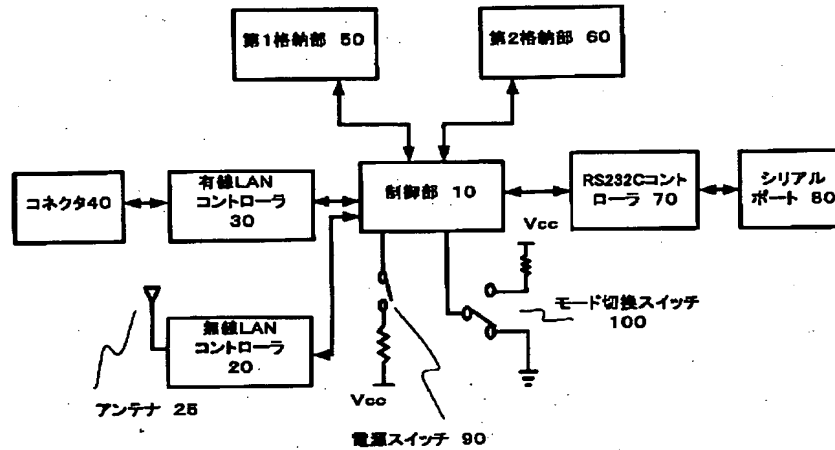 第1格納部 50
第2格納部 60
コネクタ40
有線LAN
コントローラ
30
制御部 10
RS232Cコント
ローラ 70
シリアル
ポート 80
Vcc
モード切換スイッチ
100
無線LAN
コントローラ
20
アンテナ 25
Vcc
電源スイッチ 90